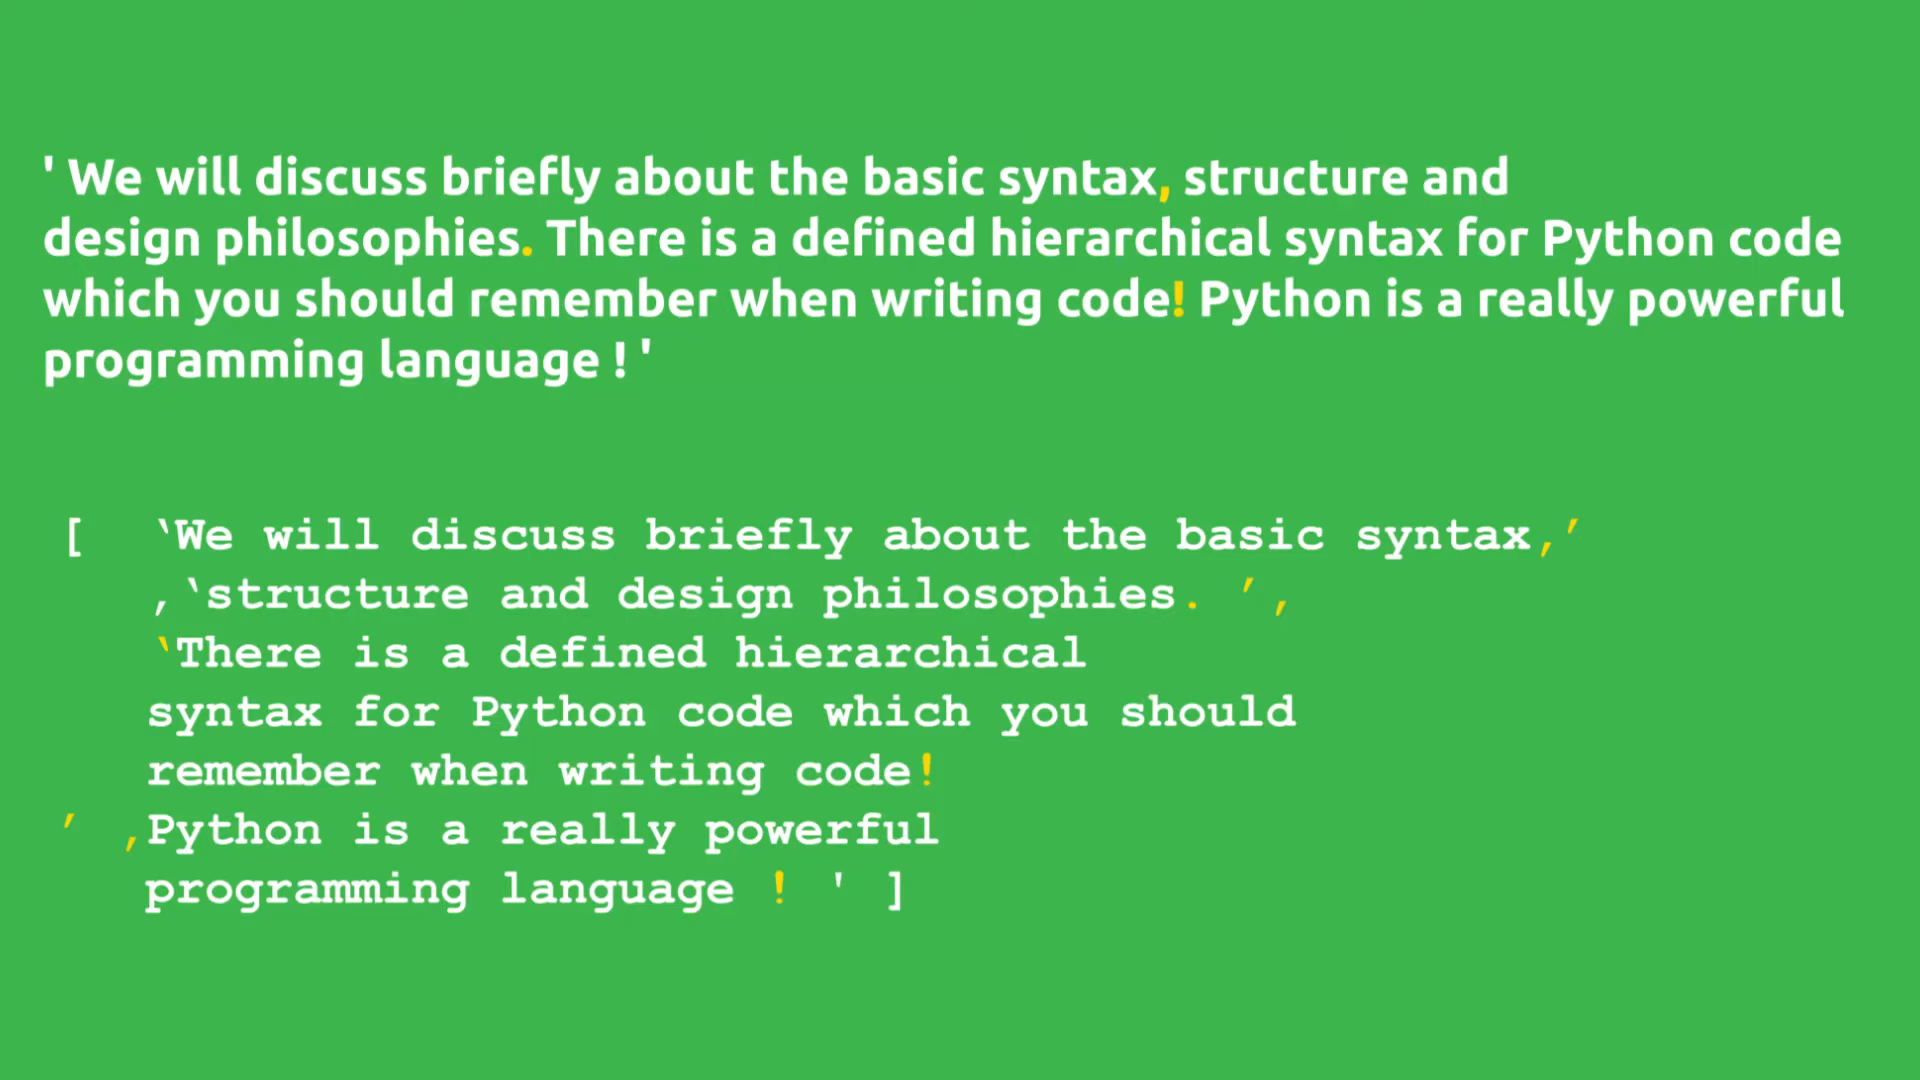 ' We will discuss briefly about the basic syntax, structure and
design philosophies. There is a defined hierarchical syntax for Python code
which you should remember when writing code! Python is a really powerful
programming language ! '
[ ‘We will discuss briefly about the basic syntax,’
,‘structure and design philosophies. ’,
‘There is a defined hierarchical
syntax for Python code which you should
remember when writing code!
’ ,Python is a really powerful
programming language ! ' ]